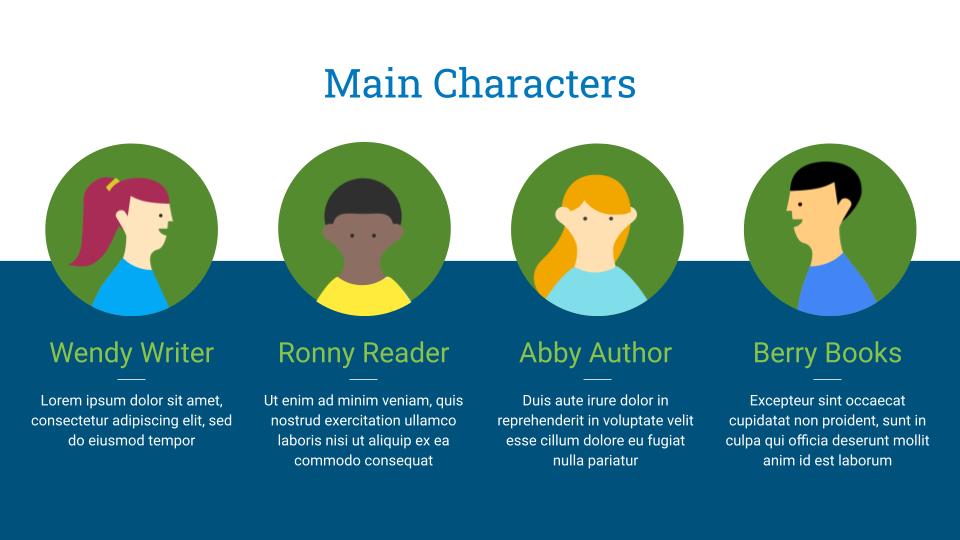 Main Characters
Wendy Writer
Lorem ipsum dolor sit amet,
consectetur adipiscing elit, sed
do eiusmod tempor
Ronny Reader
Ut enim ad minim veniam, quis
nostrud exercitation ullamco
laboris nisi ut aliquip ex ea
commodo consequat
Abby Author
Duis aute irure dolor in
reprehenderit in voluptate velit
esse cillum dolore eu fugiat
nulla pariatur
Berry Books
Excepteur sint occaecat
cupidatat non proident, sunt in
culpa qui officia deserunt mollit
anim id est laborum